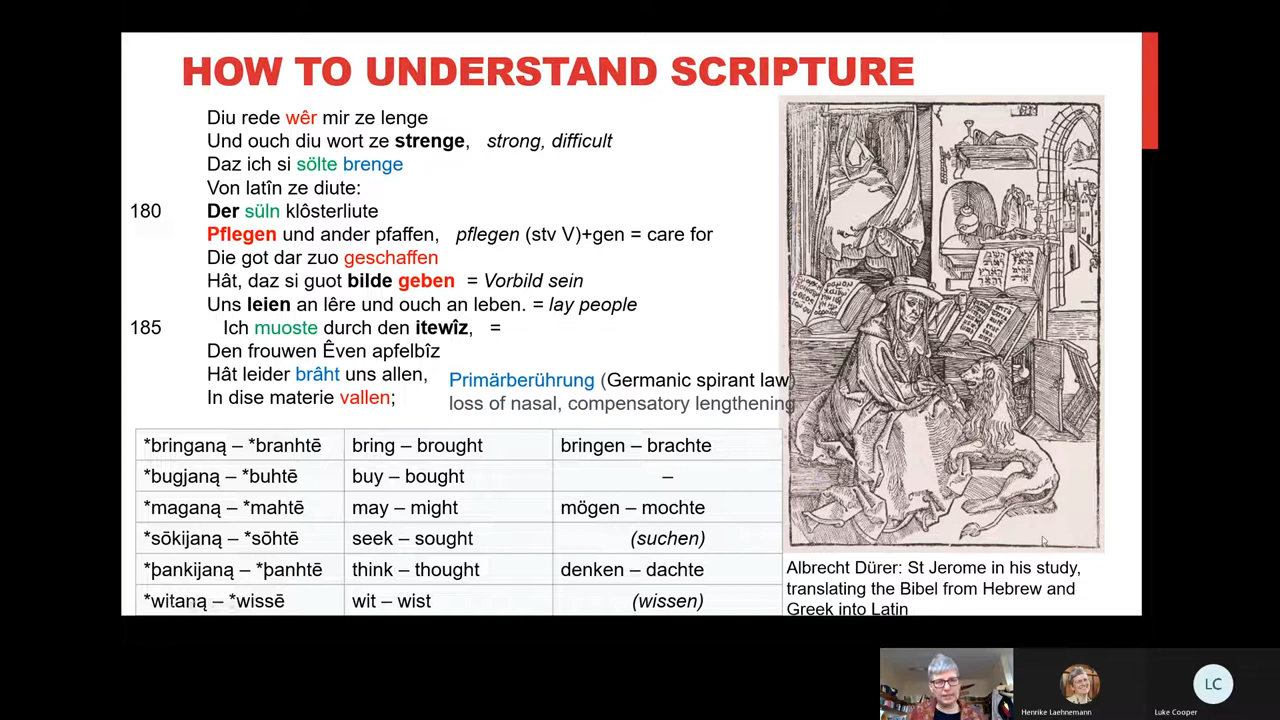 HOW TO UNDERSTAND SCRIPTURE
Diu rede wêr mir ze lenge
Und ouch diu wort ze strenge, strong, difficult
Daz ich si sölte brenge
Von latîn ze diute:
180 Der süln klôsterliute
Pflegen und ander pfaffen, pflegen (stv V)+gen = care for
Die got dar zuo geschaffen
Hât, daz si guot bilde geben = Vorbild sein
Uns leien an lêre und ouch an leben. = lay people
185 Ich muoste durch den itewîz, =
Den frouwen Êven apfelbîz
Hât leider brâht uns allen,
In dise materie vallen;
Primärberührung (Germanic spirant law)
loss of nasal, compensatory lengthening
*bringaną – *branhtē bring – brought bringen – brachte
*bugjaną – *buhtē buy – bought –
*maganą – *mahtē may – might mögen – mochte
*sōkijaną – *sōhtē seek – sought (suchen)
*þankijaną – *þanhtē think – thought denken – dachte
*witaną – *wissē wit – wist (wissen)
Albrecht Dürer: St Jerome in his study,
translating the Bibel from Hebrew and
Greek into Latin
LC
Henrike Laehnemann
Luke Cooper